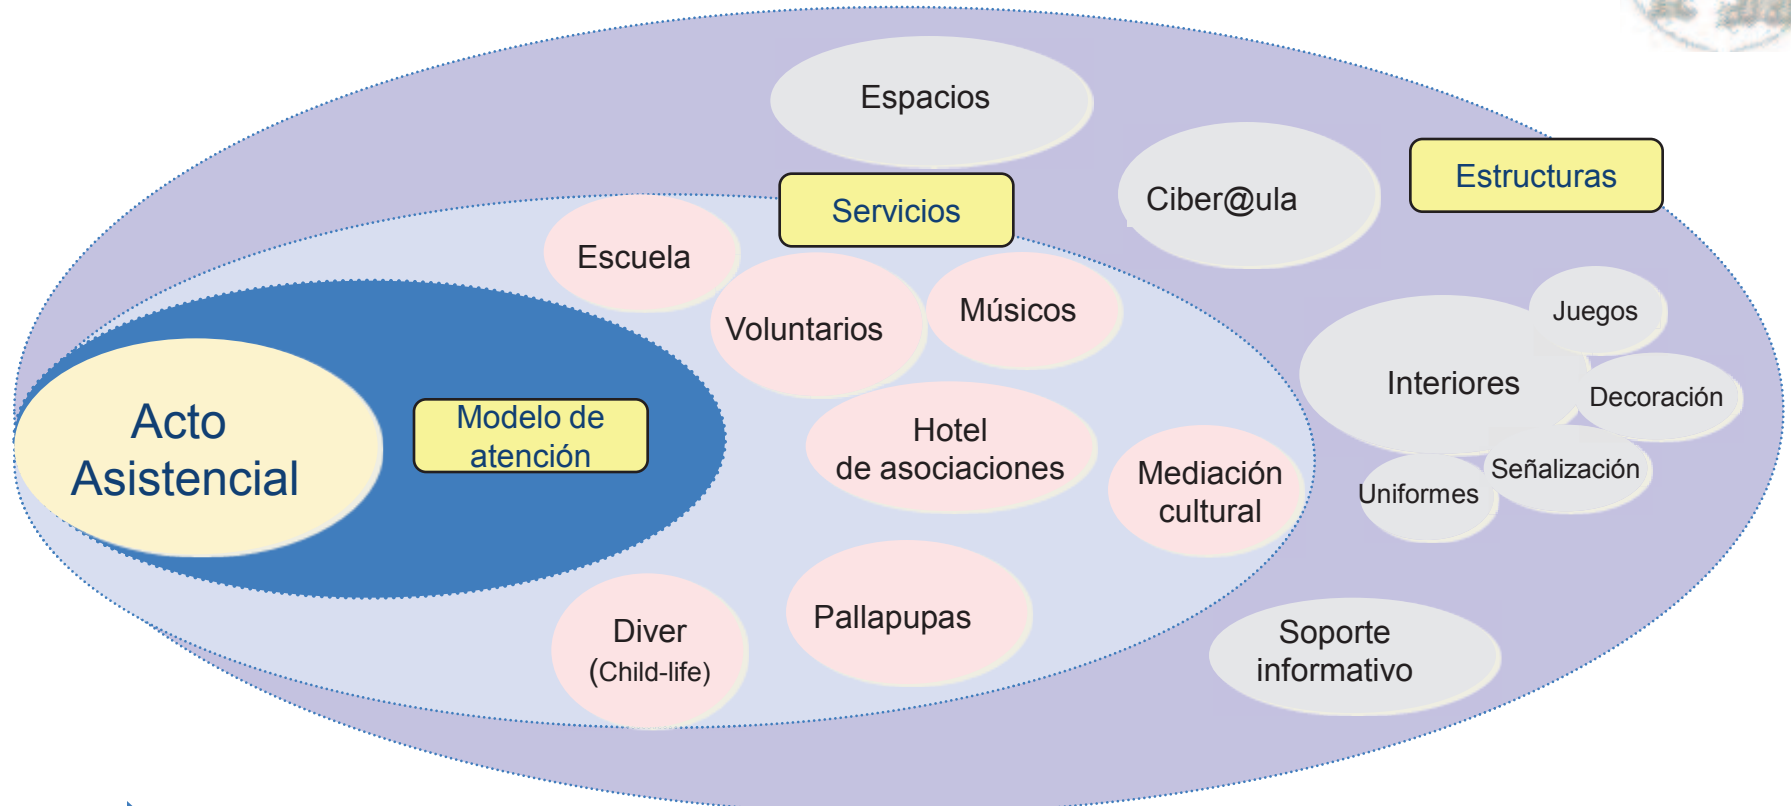 Espacios
Ciber@ula
Estructuras
Servicios
Escuela
Voluntarios
Músicos
Juegos
Interiores
Decoración
Señalización
Uniformes
Acto
Asistencial
Modelo de
atención
Hotel
de asociaciones
Mediación
cultural
Diver
(Child-life)
Pallapupas
Soporte
informativo